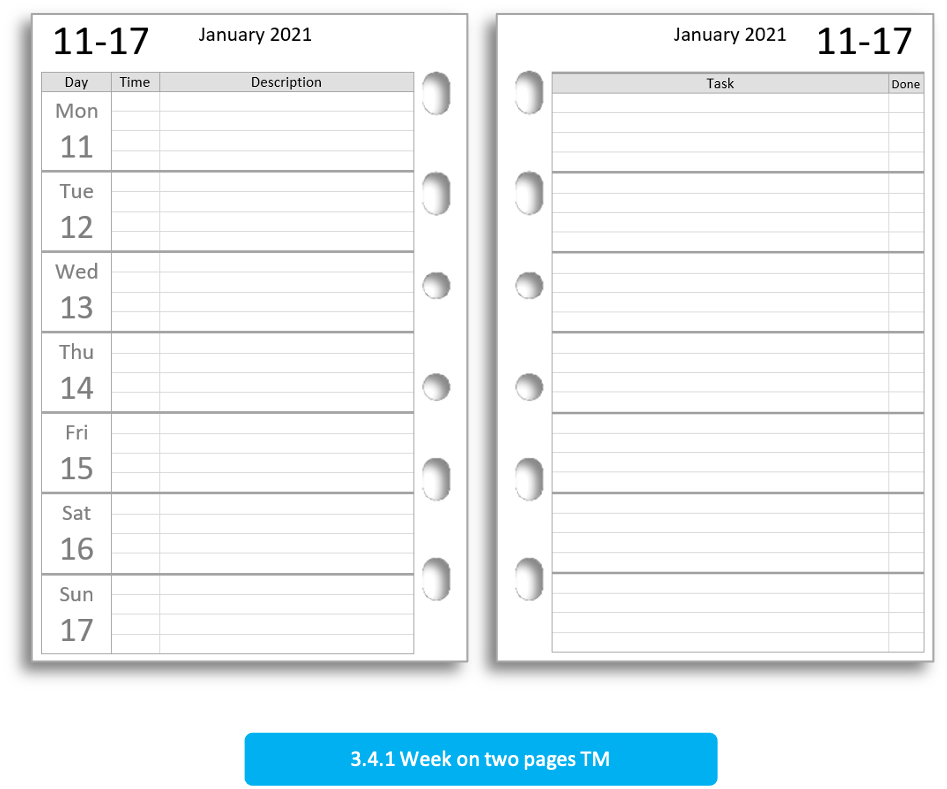 11-17 January 2021
Day Time Description
Mon
11
Tue
12
Wed
13
Thu
14
Fri
15
Sat
16
Sun
17
January 2021 11-17
Task Done
3.4.1 Week on two pages TM